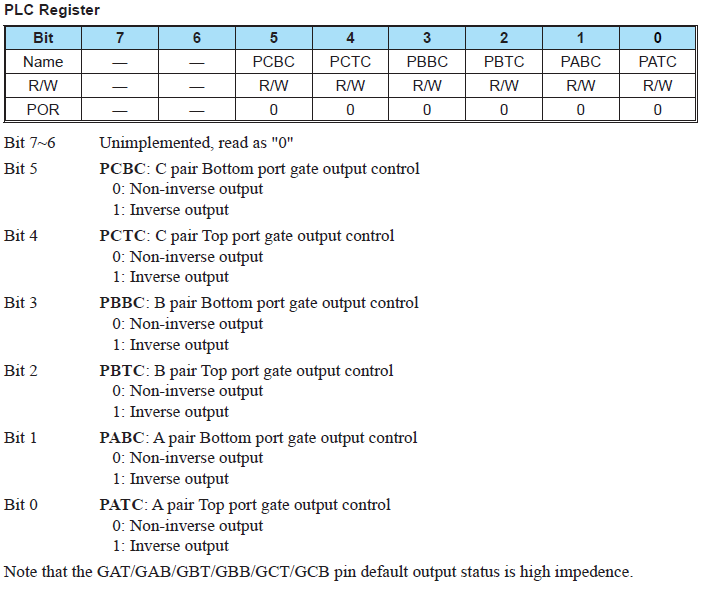 PLC Register
Bit 7 6 5 4 3 2 1 0
Name — — PCBC PCTC PBBC PBTC PABC PATC
R/W — — R/W R/W R/W R/W R/W R/W
POR — — 0 0 0 0 0 0
Bit 7~6 Unimplemented, read as "0"
Bit 5 PCBC: C pair Bottom port gate output control
0: Non-inverse output
1: Inverse output
Bit 4 PCTC: C pair Top port gate output control
0: Non-inverse output
1: Inverse output
Bit 3 PBBC: B pair Bottom port gate output control
0: Non-inverse output
1: Inverse output
Bit 2 PBTC: B pair Top port gate output control
0: Non-inverse output
1: Inverse output
Bit 1 PABC: A pair Bottom port gate output control
0: Non-inverse output
1: Inverse output
Bit 0 PATC: A pair Top port gate output control
0: Non-inverse output
1: Inverse output
Note that the GAT/GAB/GBT/GBB/GCT/GCB pin default output status is high impedence.